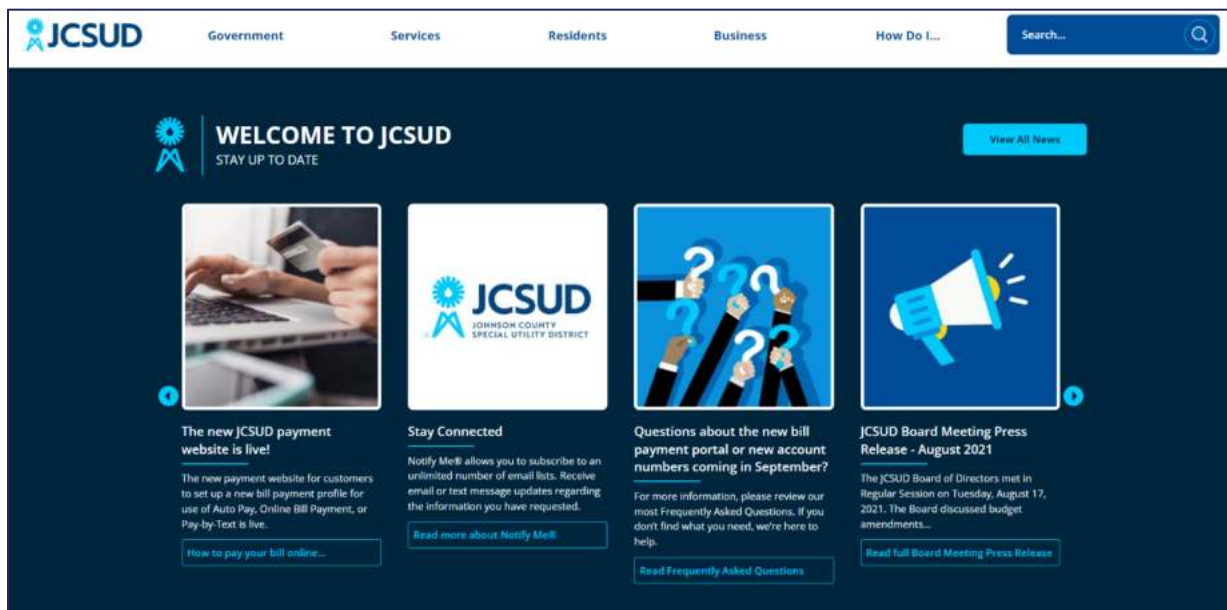 JCSUD
Government
Services
Residents
Business
How Do I...
Search...
WELCOME TO JCSUD
STAY UP TO DATE
View All News
JCSUD
JOHNSON COUNTY
SPECIAL UTILITY DISTRICT
The new JCSUD payment
website is live!
The new payment website for customers
to set up a new bill payment profile for
use of Auto Pay, Online Bill Payment, or
Pay-by-Text is live.
How to pay your bill online...
Stay Connected
Notify Me® allows you to subscribe to an
unlimited number of email lists. Receive
email or text message updates regarding
the information you have requested.
Read more about Notify Me®
Questions about the new bill
payment portal or new account
numbers coming in September?
For more information, please review our
most Frequently Asked Questions. If you
don't find what you need, we're here to
help.
Read Frequently Asked Questions
JCSUD Board Meeting Press
Release - August 2021
The JCSUD Board of Directors met in
Regular Session on Tuesday, August 17,
2021. The Board discussed budget
amendments...
Read full Board Meeting Press Release